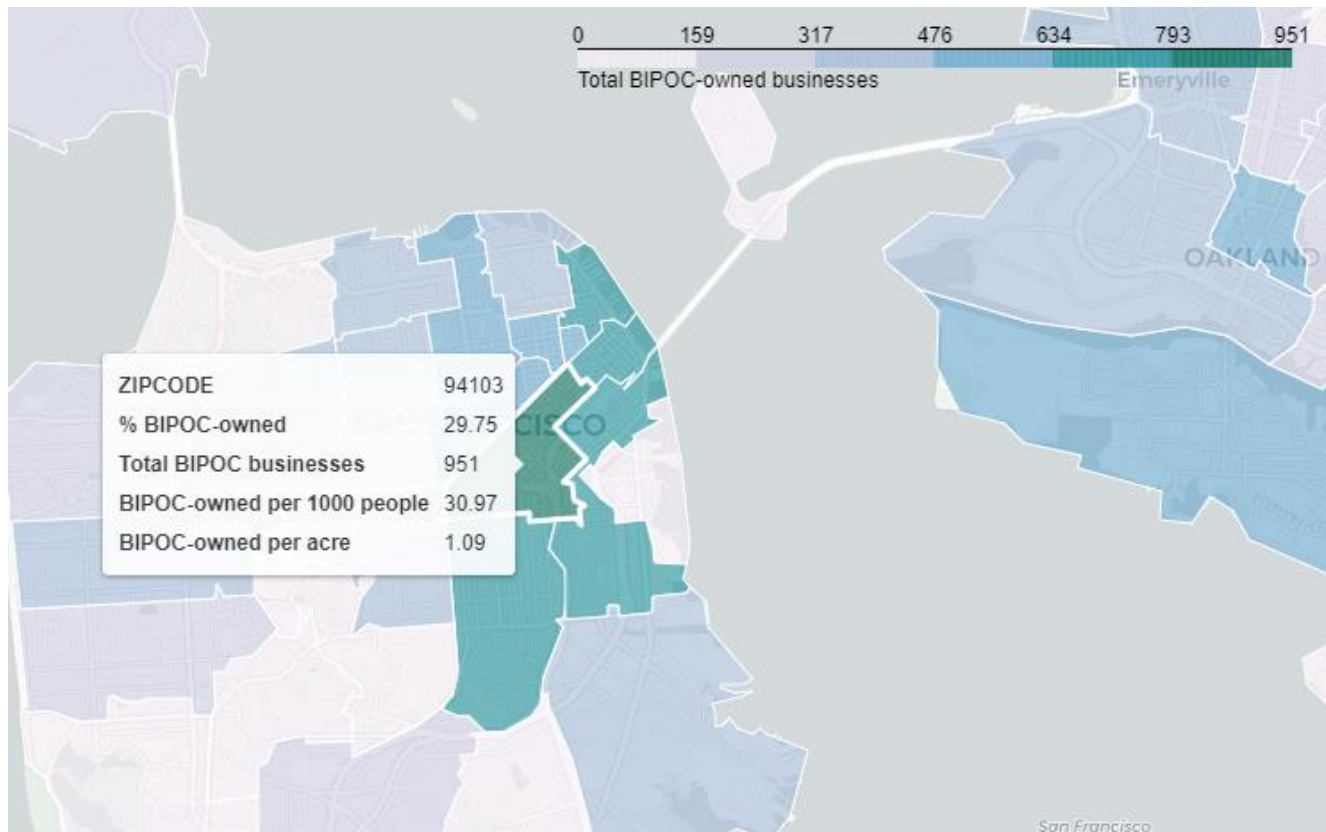 0 159 317 476 634 793 951
Total BIPOC-owned businesses
Emeryville
OAKLAND
ZIPCODE 94103
% BIPOC-owned 29.75
CISCO
Total BIPOC businesses 951
BIPOC-owned per 1000 people 30.97
BIPOC-owned per acre 1.09
San Francisco